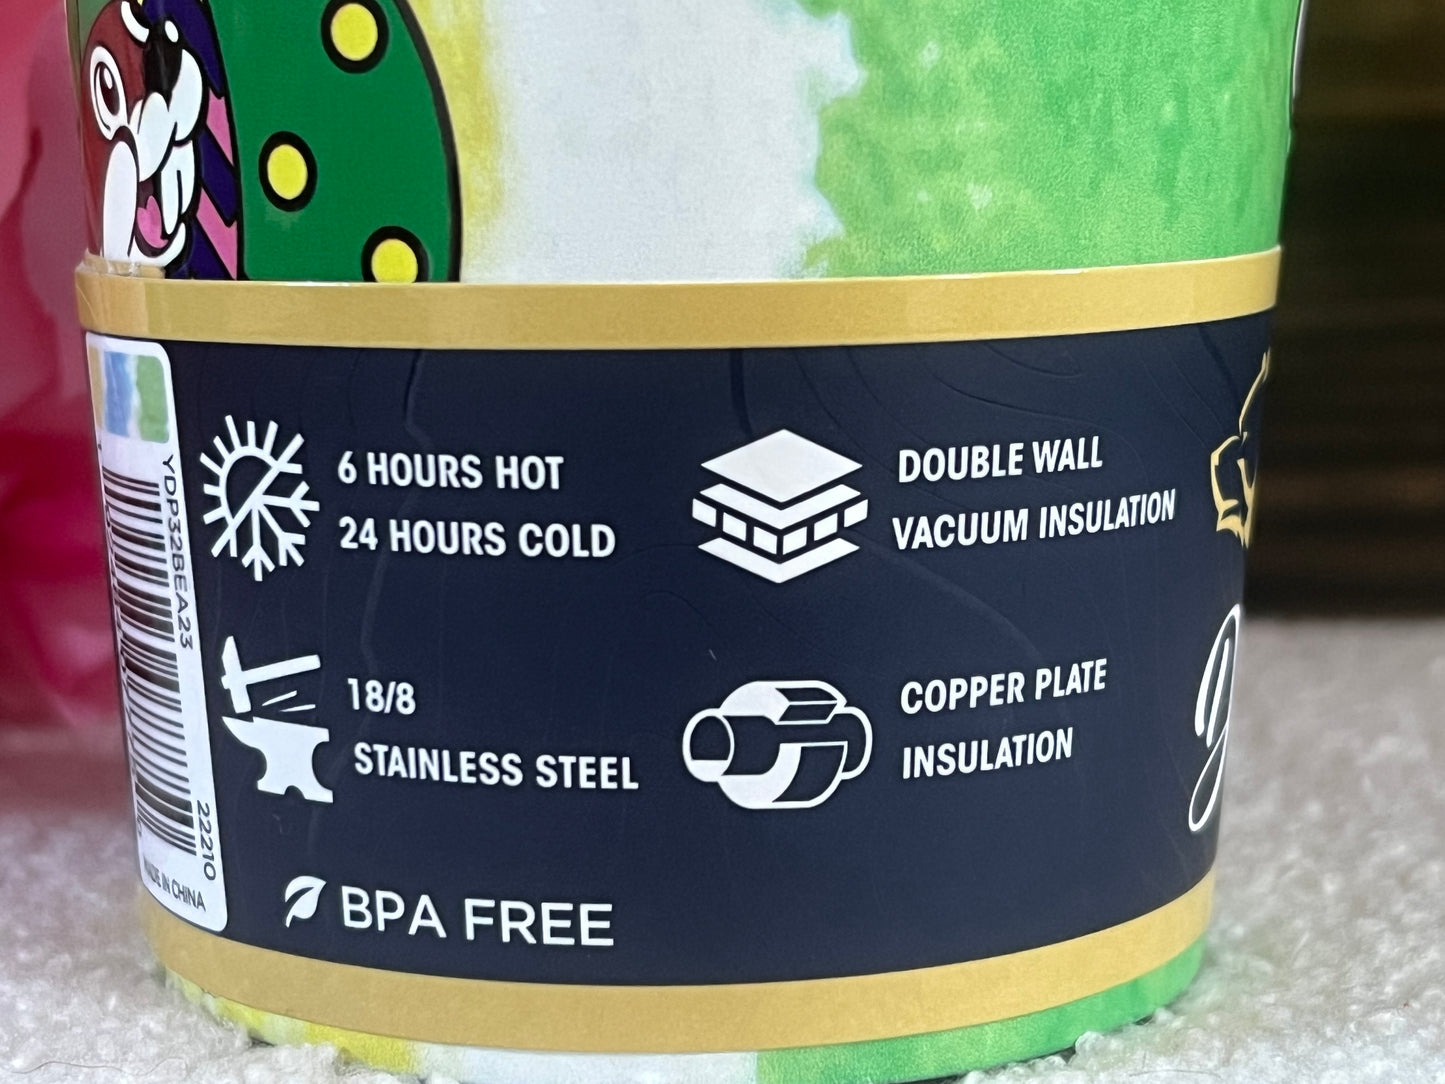 6 HOURS HOT
24 HOURS COLD
DOUBLE WALL
VACUUM INSULATION
18/8
STAINLESS STEEL
COPPER PLATE
INSULATION
BPA FREE
YDP32BEA23
22210
MADE IN CHINA